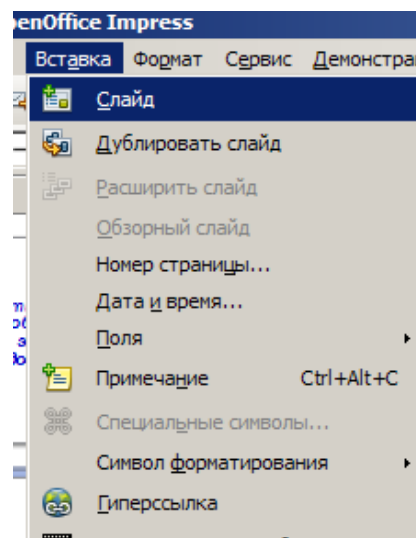 penOffice Impress
Вставка Формат Сервис Демонстра
Слайд
Дублировать слайд
Расширить слайд
Обзорный слайд
Номер страницы...
Дата и время...
Поля
Примечание Ctrl+Alt+C
Специальные символы...
Символ форматирования
Гиперссылка